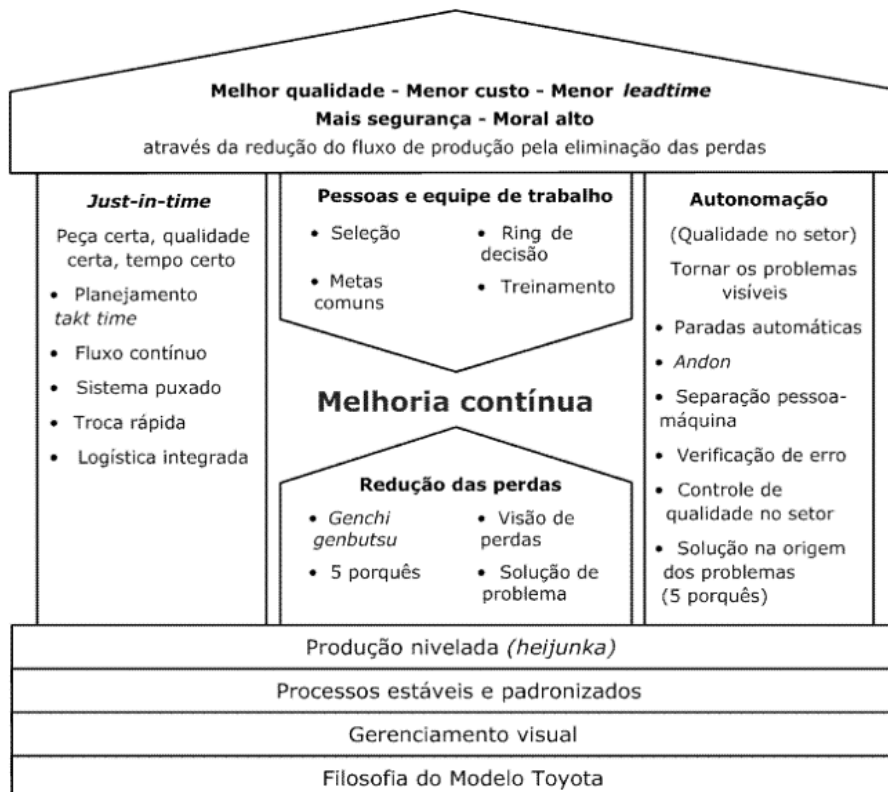 Melhor qualidade - Menor custo - Menor leadtime
Mais segurança - Moral alto
através da redução do fluxo de produção pela eliminação das perdas
Just-in-time
Peça certa, qualidade
certa, tempo certo
• Planejamento
takt time
• Fluxo contínuo
• Sistema puxado
• Troca rápida
• Logística integrada
Pessoas e equipe de trabalho
• Seleção
• Metas
comuns
• Ring de
decisão
• Treinamento
Melhoria contínua
Redução das perdas
• Genchi
genbutsu
• 5 porquês
• Visão de
perdas
• Solução de
problema
Autonomação
(Qualidade no setor)
Tornar os problemas
visíveis
• Paradas automáticas
• Andon
• Separação pessoa-
máquina
• Verificação de erro
• Controle de
qualidade no setor
• Solução na origem
dos problemas
(5 porquês)
Produção nivelada (heijunka)
Processos estáveis e padronizados
Gerenciamento visual
Filosofia do Modelo Toyota